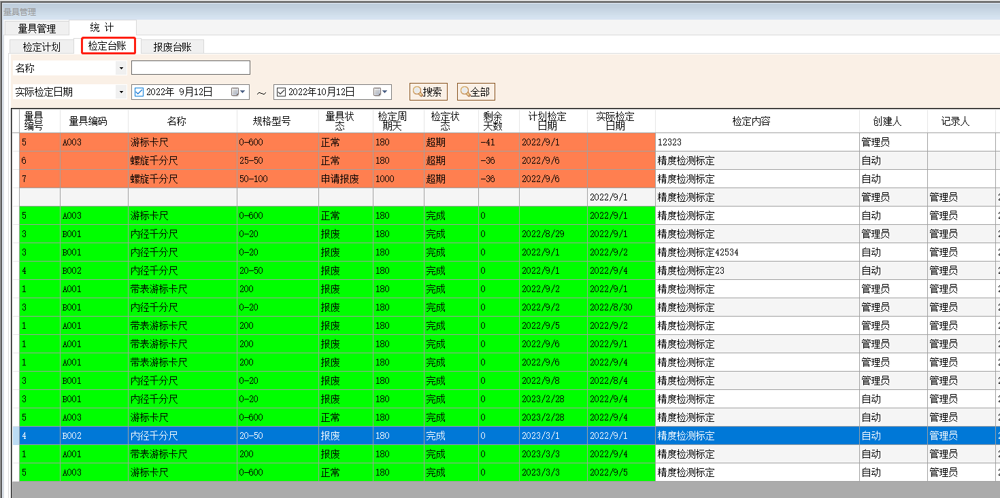 量具管理
量具管理 统 计
检定计划 检定台账 报废台账
名称
实际检定日期 2022年 9月12日 ～ 2022年10月12日 搜索 全部
量具编号 量具编码 名称 规格型号 量具状态 检定周期天 检定状态 剩余天数 计划检定日期 实际检定日期 检定内容 创建人 记录人
5 A003 游标卡尺 0-600 正常 180 超期 -41 2022/9/1 12323 管理员
6 螺旋千分尺 25-50 正常 180 超期 -36 2022/9/6 精度检测标定 自动
7 螺旋千分尺 50-100 申请报废 1000 超期 -36 2022/9/6 精度检测标定 自动
2022/9/1 精度检测标定 管理员 管理员
5 A003 游标卡尺 0-600 正常 180 完成 0 2022/9/1 精度检测标定 自动 管理员
3 B001 内径千分尺 0-20 报废 180 完成 0 2022/8/29 2022/9/1 精度检测标定 管理员 管理员
3 B001 内径千分尺 0-20 报废 180 完成 0 2022/9/1 2022/9/2 精度检测标定42534 自动 管理员
4 B002 内径千分尺 20-50 报废 180 完成 0 2022/9/1 2022/9/4 精度检测标定23 自动 管理员
1 A001 带表游标卡尺 200 报废 180 完成 0 2022/9/2 2022/9/1 精度检测标定 管理员 管理员
3 B001 内径千分尺 0-20 报废 180 完成 0 2022/9/2 2022/8/30 精度检测标定 管理员 管理员
1 A001 带表游标卡尺 200 报废 180 完成 0 2022/9/5 2022/9/2 精度检测标定 管理员 管理员
1 A001 带表游标卡尺 200 报废 180 完成 0 2022/9/6 2022/9/1 精度检测标定 管理员 管理员
1 A001 带表游标卡尺 200 报废 180 完成 0 2022/9/6 2022/9/4 精度检测标定 管理员 管理员
3 B001 内径千分尺 0-20 报废 180 完成 0 2022/9/8 2022/8/4 精度检测标定 管理员 管理员
3 B001 内径千分尺 0-20 报废 180 完成 0 2023/2/28 2022/9/4 精度检测标定 自动 管理员
5 A003 游标卡尺 0-600 正常 180 完成 0 2023/2/28 2022/9/4 精度检测标定 自动 管理员
4 B002 内径千分尺 20-50 报废 180 完成 0 2023/3/1 2022/9/1 精度检测标定 自动 管理员
1 A001 带表游标卡尺 200 报废 180 完成 0 2023/3/3 2022/9/4 精度检测标定 自动 管理员
5 A003 游标卡尺 0-600 正常 180 完成 0 2023/3/3 2022/9/5 精度检测标定 自动 管理员